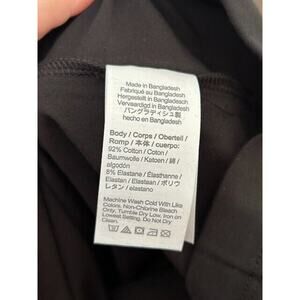 Made in Bangladesh
Fabriqué au Bangladesh
Hergestellt in Bangladesh
Vervaardigd in Bangladesh
バングラディシュ製
hecho en Bangladesh
Body / Corps / Oberteil /
Romp / 本体 / cuerpo:
92% Cotton / Coton /
Baumwolle / Katoen / 綿 /
algodon
8% Elastane / Élasthanne /
Elastan / Elastaan / ポリウ
レタン / elastano
Machine Wash Cold With Like
Colors, Non-Chlorine Bleach
Only, Tumble Dry Low, Iron on
Lowest Setting. Do Not Dry
Clean.